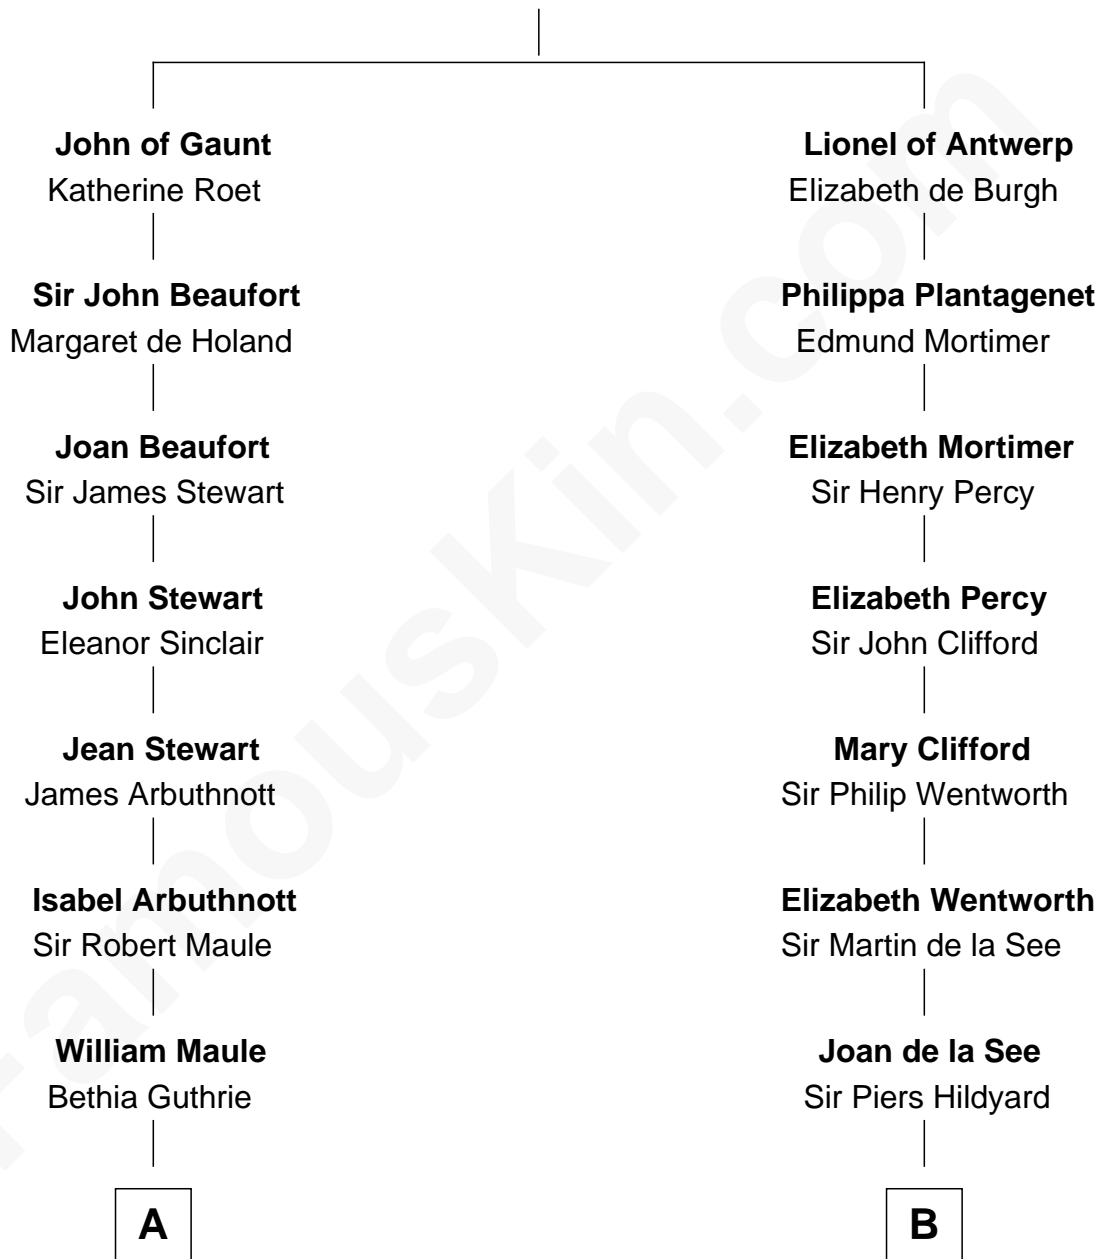 John of Gaunt
Katherine Roet
Lionel of Antwerp
Elizabeth de Burgh
Sir John Beaufort
Margaret de Holand
Philippa Plantagenet
Edmund Mortimer
Joan Beaufort
Sir James Stewart
Elizabeth Mortimer
Sir Henry Percy
John Stewart
Eleanor Sinclair
Elizabeth Percy
Sir John Clifford
Jean Stewart
James Arbuthnott
Mary Clifford
Sir Philip Wentworth
Isabel Arbuthnott
Sir Robert Maule
Elizabeth Wentworth
Sir Martin de la See
William Maule
Bethia Guthrie
Joan de la See
Sir Piers Hildyard
A
B
FamousKin.com